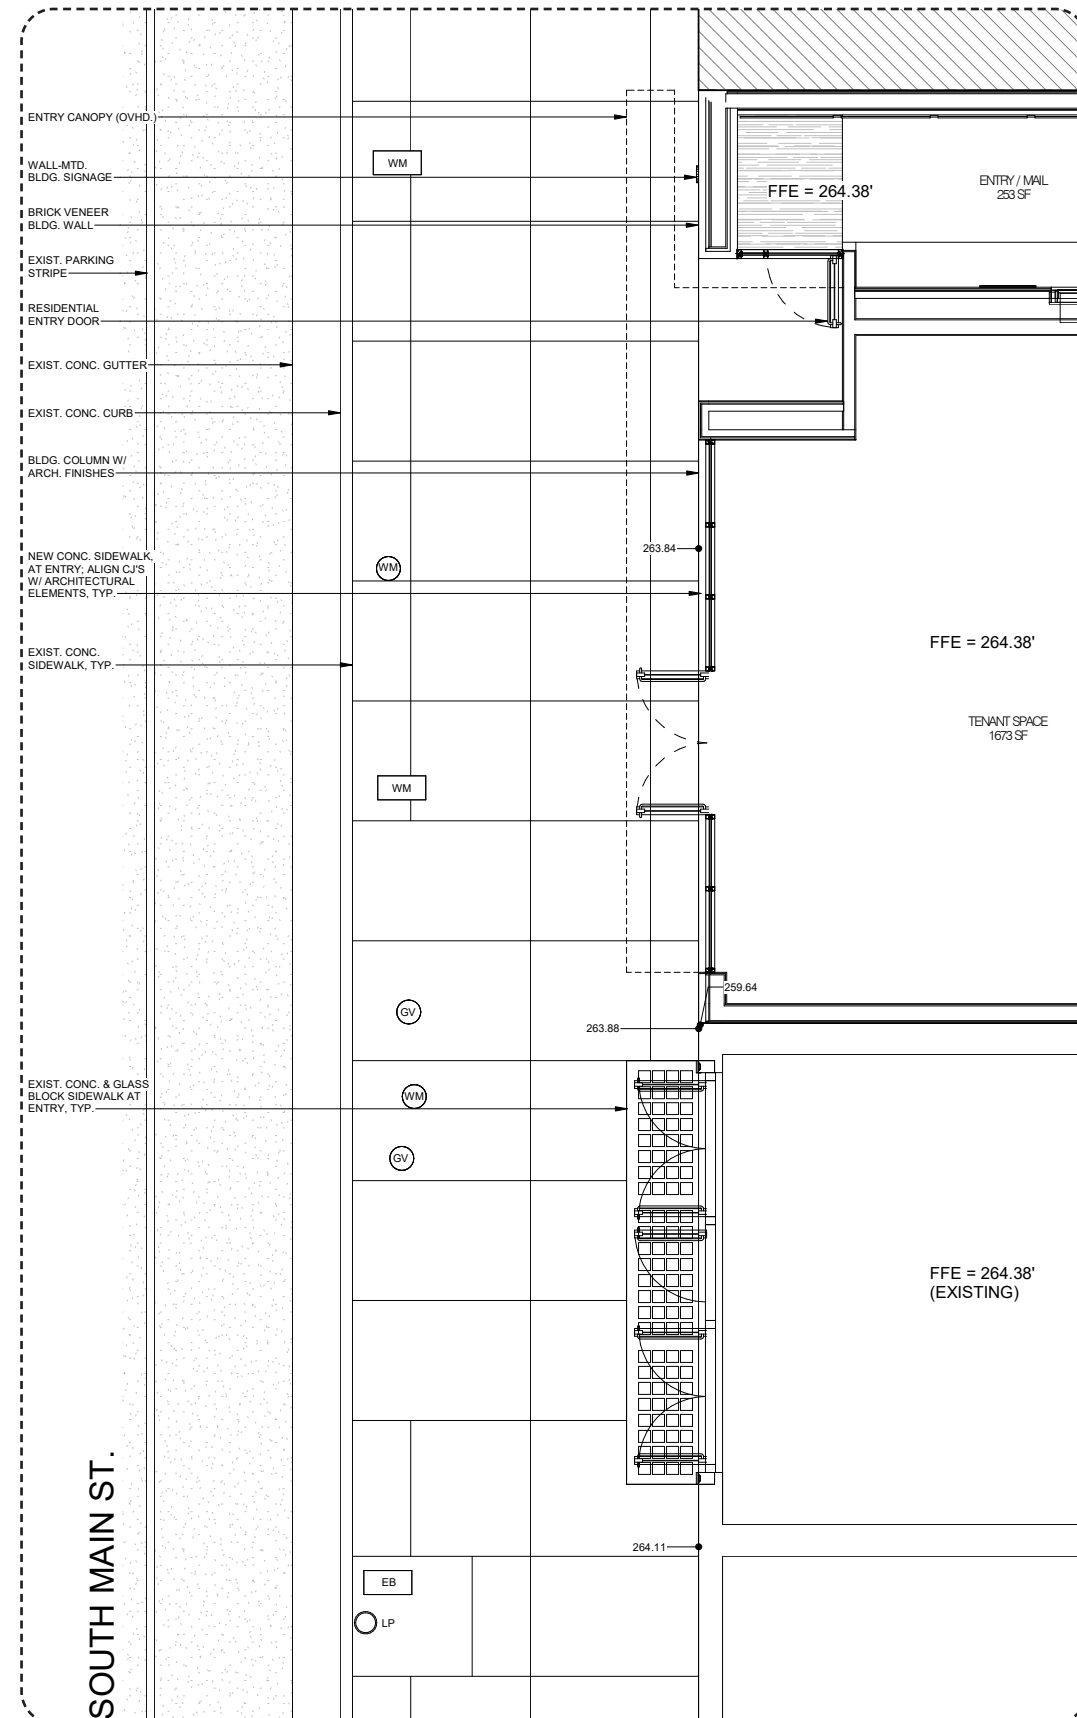 ENTRY CANOPY (OVHD.)
WALL-MTD.
BLDG. SIGNAGE
BRICK VENEER
BLDG. WALL
EXIST. PARKING
STRIPE
RESIDENTIAL
ENTRY DOOR
EXIST. CONC. GUTTER
EXIST. CONC. CURB
BLDG. COLUMN W/
ARCH. FINISHES
NEW CONC. SIDEWALK
AT ENTRY; ALIGN CJ'S
W/ ARCHITECTURAL
ELEMENTS, TYP.
EXIST. CONC.
SIDEWALK, TYP.
EXIST. CONC. & GLASS
BLOCK SIDEWALK AT
ENTRY, TYP.
SOUTH MAIN ST.
WM
WM
WM
GV
WM
GV
EB
LP
FFE = 264.38'
ENTRY / MAIL
253 SF
263.84
FFE = 264.38'
TENANT SPACE
1673 SF
259.64
263.88
FFE = 264.38'
(EXISTING)
264.11